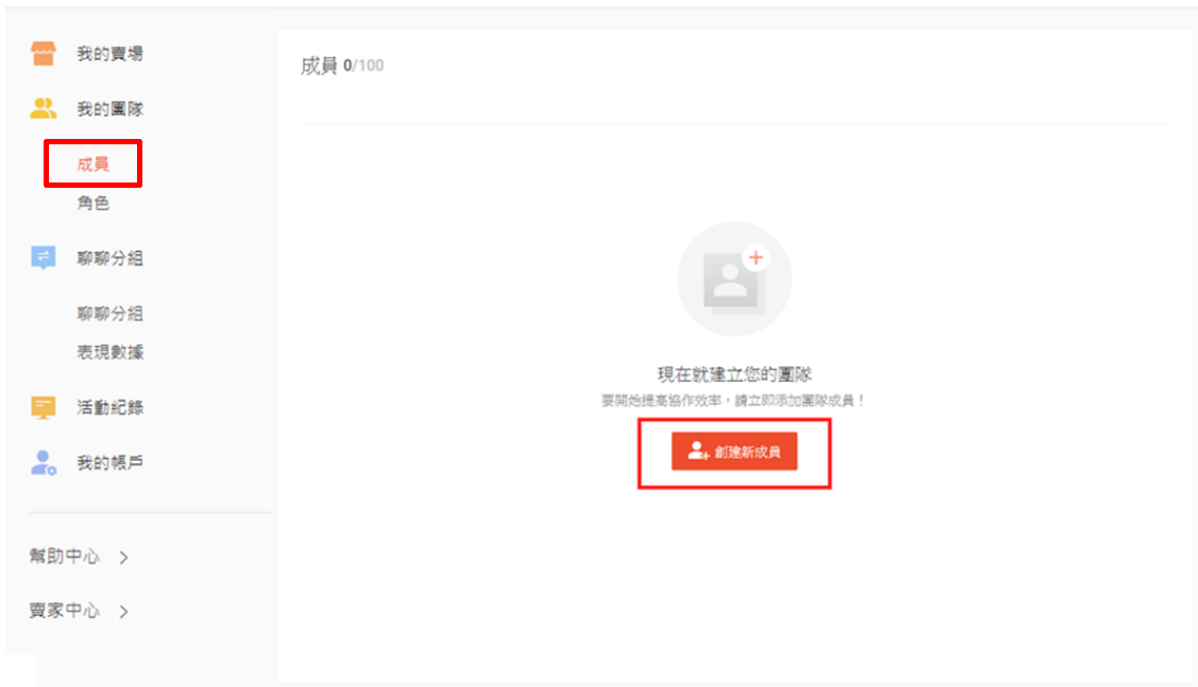 我的賣場
我的團隊
成員
角色
聊聊分組
聊聊分組
表現數據
活動紀錄
我的帳戶
幫助中心
賣家中心
成員 0/100
現在就建立您的團隊
要開始提高協作效率，請立即添加團隊成員！
創建新成員